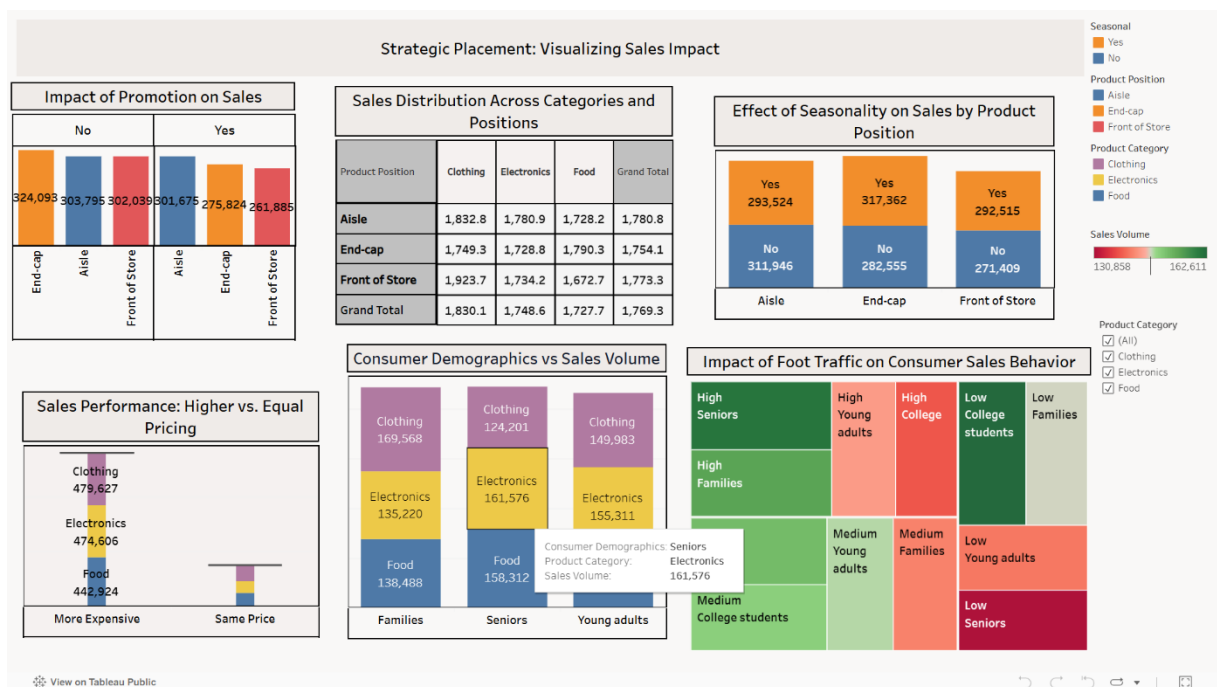 Strategic Placement: Visualizing Sales Impact
Seasonal
Yes
No
Product Position
Aisle
End-cap
Front of Store
Product Category
Clothing
Electronics
Food
Sales Volume
130,858 162,611
Product Category
(All)
Clothing
Electronics
Food
Impact of Promotion on Sales
No Yes
324,093 303,795 302,039 301,675 275,824 261,885
End-cap
Aisle
Front of Store
Aisle
End-cap
Front of Store
Sales Distribution Across Categories and
Positions
Product Position Clothing Electronics Food Grand Total
Aisle 1,832.8 1,780.9 1,728.2 1,780.8
End-cap 1,749.3 1,728.8 1,790.3 1,754.1
Front of Store 1,923.7 1,734.2 1,672.7 1,773.3
Grand Total 1,830.1 1,748.6 1,727.7 1,769.3
Effect of Seasonality on Sales by Product
Position
Yes Yes Yes
293,524 317,362 292,515
No No No
311,946 282,555 271,409
Aisle End-cap Front of Store
Sales Performance: Higher vs. Equal
Pricing
Clothing
479,627
Electronics
474,606
Food
442,924
More Expensive Same Price
Consumer Demographics vs Sales Volume
Clothing Clothing Clothing
169,568 124,201 149,983
Electronics Electronics Electronics
135,220 161,576 155,311
Food Food
138,488 158,312
Families Seniors Young adults
Consumer Demographics: Seniors
Product Category: Electronics
Sales Volume: 161,576
Impact of Foot Traffic on Consumer Sales Behavior
High
Seniors
High
Families
Medium
College students
High
Young
adults
High
College
Medium
Young
adults
Medium
Families
Low
College
students
Low
Families
Low
Young adults
Low
Seniors
View on Tableau Public